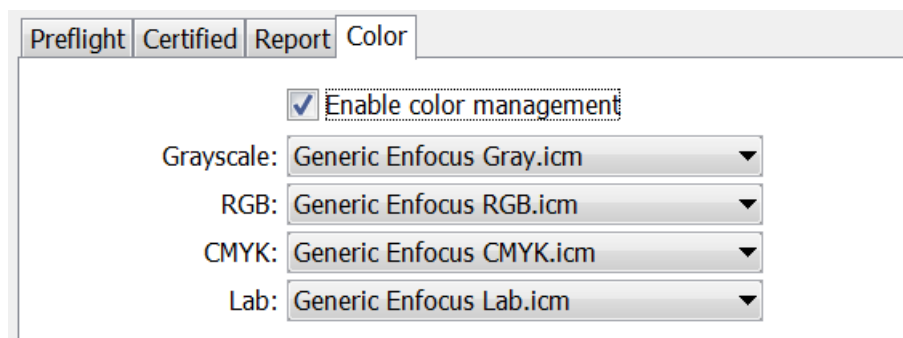 Preflight Certified Report Color
Enable color management
Grayscale: Generic Enfocus Gray.icm
RGB: Generic Enfocus RGB.icm
CMYK: Generic Enfocus CMYK.icm
Lab: Generic Enfocus Lab.icm